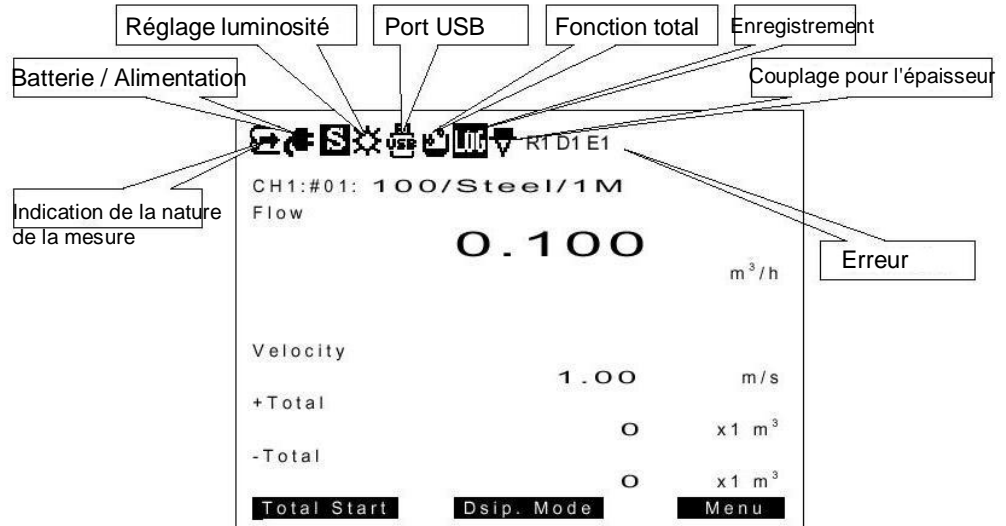 Réglage luminosité
Port USB
Fonction total
Enregistrement
Batterie / Alimentation
Couplage pour l'épaisseur
S
USB
LOG
R1 D1 E1
CH1:#01: 100/Steel/1M
Indication de la nature
de la mesure
Flow
0.100
m³/h
Erreur
Velocity
1.00 m/s
+Total
0 x1 m³
-Total
0 x1 m³
Total Start Dsip. Mode Menu